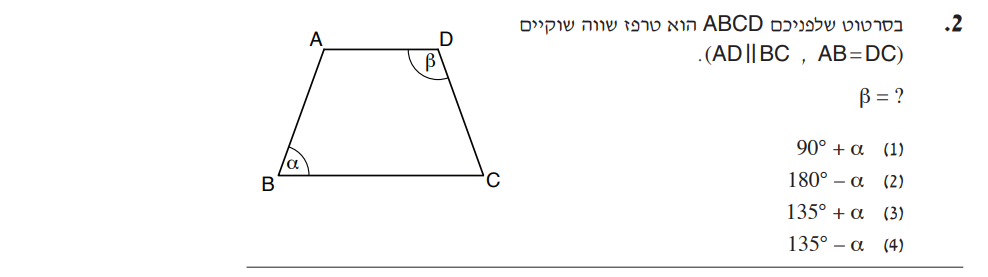 2. בסרטוט שלפניכם ABCD הוא טרפז שווה שוקיים
(AD||BC , AB=DC).
β = ?
(1) 90° + α
(2) 180° – α
(3) 135° + α
(4) 135° – α
A D
β
α
B C